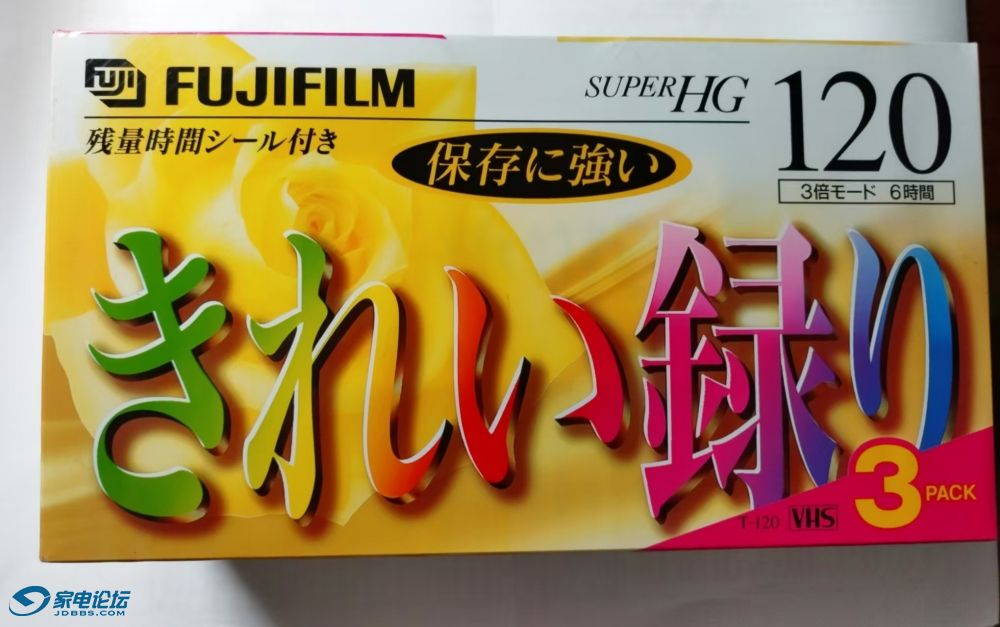 FUJI FUJIFILM
SUPER HG 120
残量時間シール付き
保存に強い
3倍モード 6時間
きれい録り
3 PACK
T-120 VHS
家电论坛
JDBBS.COM